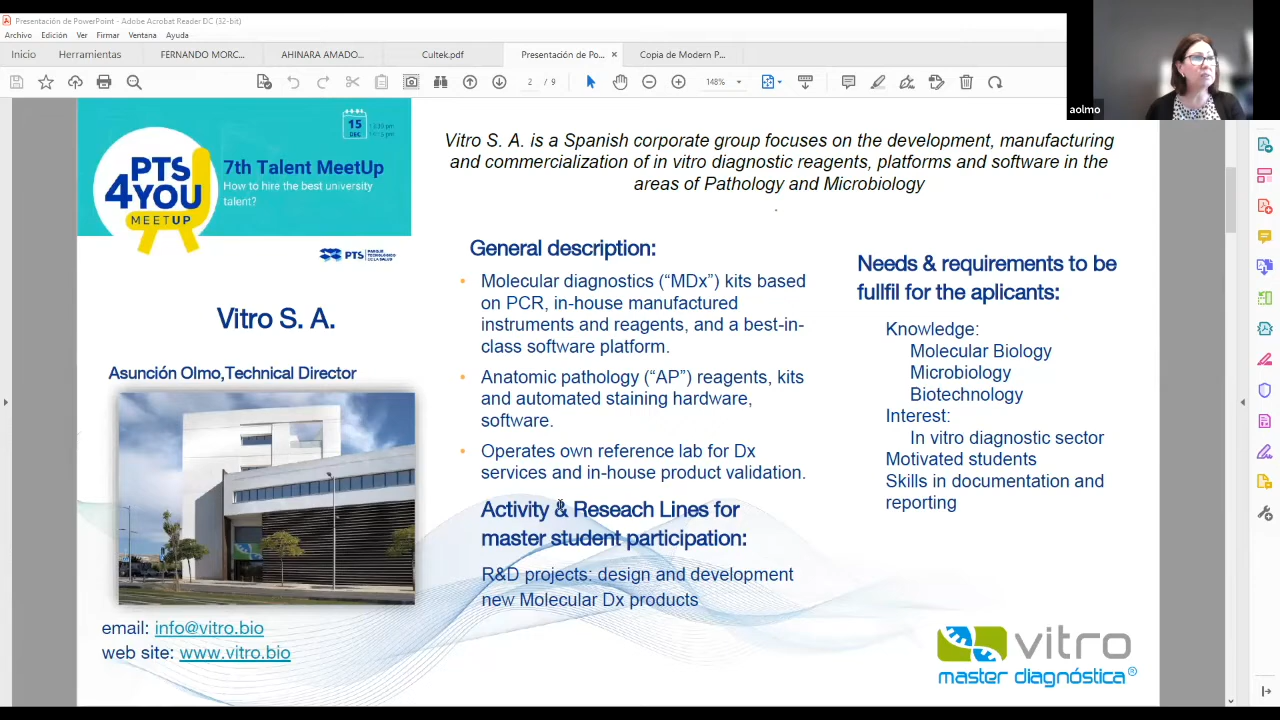 Presentación de PowerPoint - Adobe Acrobat Reader DC (32-bit)
Archivo Edición Ver Firmar Ventana Ayuda
Inicio Herramientas FERNANDO MORC... AHINARA AMADO... Cultek.pdf Presentación de Po... × Copia de Modern P...
2 / 9 148%
aolmo
15
DEC
PTS
4YOU
MEETUP
7th Talent MeetUp
How to hire the best university
talent?
PTS PARQUE
TECNOLÓGICO
DE LA SALUD
Vitro S. A.
Asunción Olmo,Technical Director
email: info@vitro.bio
web site: www.vitro.bio
Vitro S. A. is a Spanish corporate group focuses on the development, manufacturing
and commercialization of in vitro diagnostic reagents, platforms and software in the
areas of Pathology and Microbiology
.
General description:
• Molecular diagnostics (“MDx”) kits based
on PCR, in-house manufactured
instruments and reagents, and a best-in-
class software platform.
• Anatomic pathology (“AP”) reagents, kits
and automated staining hardware,
software.
• Operates own reference lab for Dx
services and in-house product validation.
Activity & Reseach Lines for
master student participation:
R&D projects: design and development
new Molecular Dx products
Needs & requirements to be
fullfil for the aplicants:
Knowledge:
Molecular Biology
Microbiology
Biotechnology
Interest:
In vitro diagnostic sector
Motivated students
Skills in documentation and
reporting
vitro
master diagnóstica®